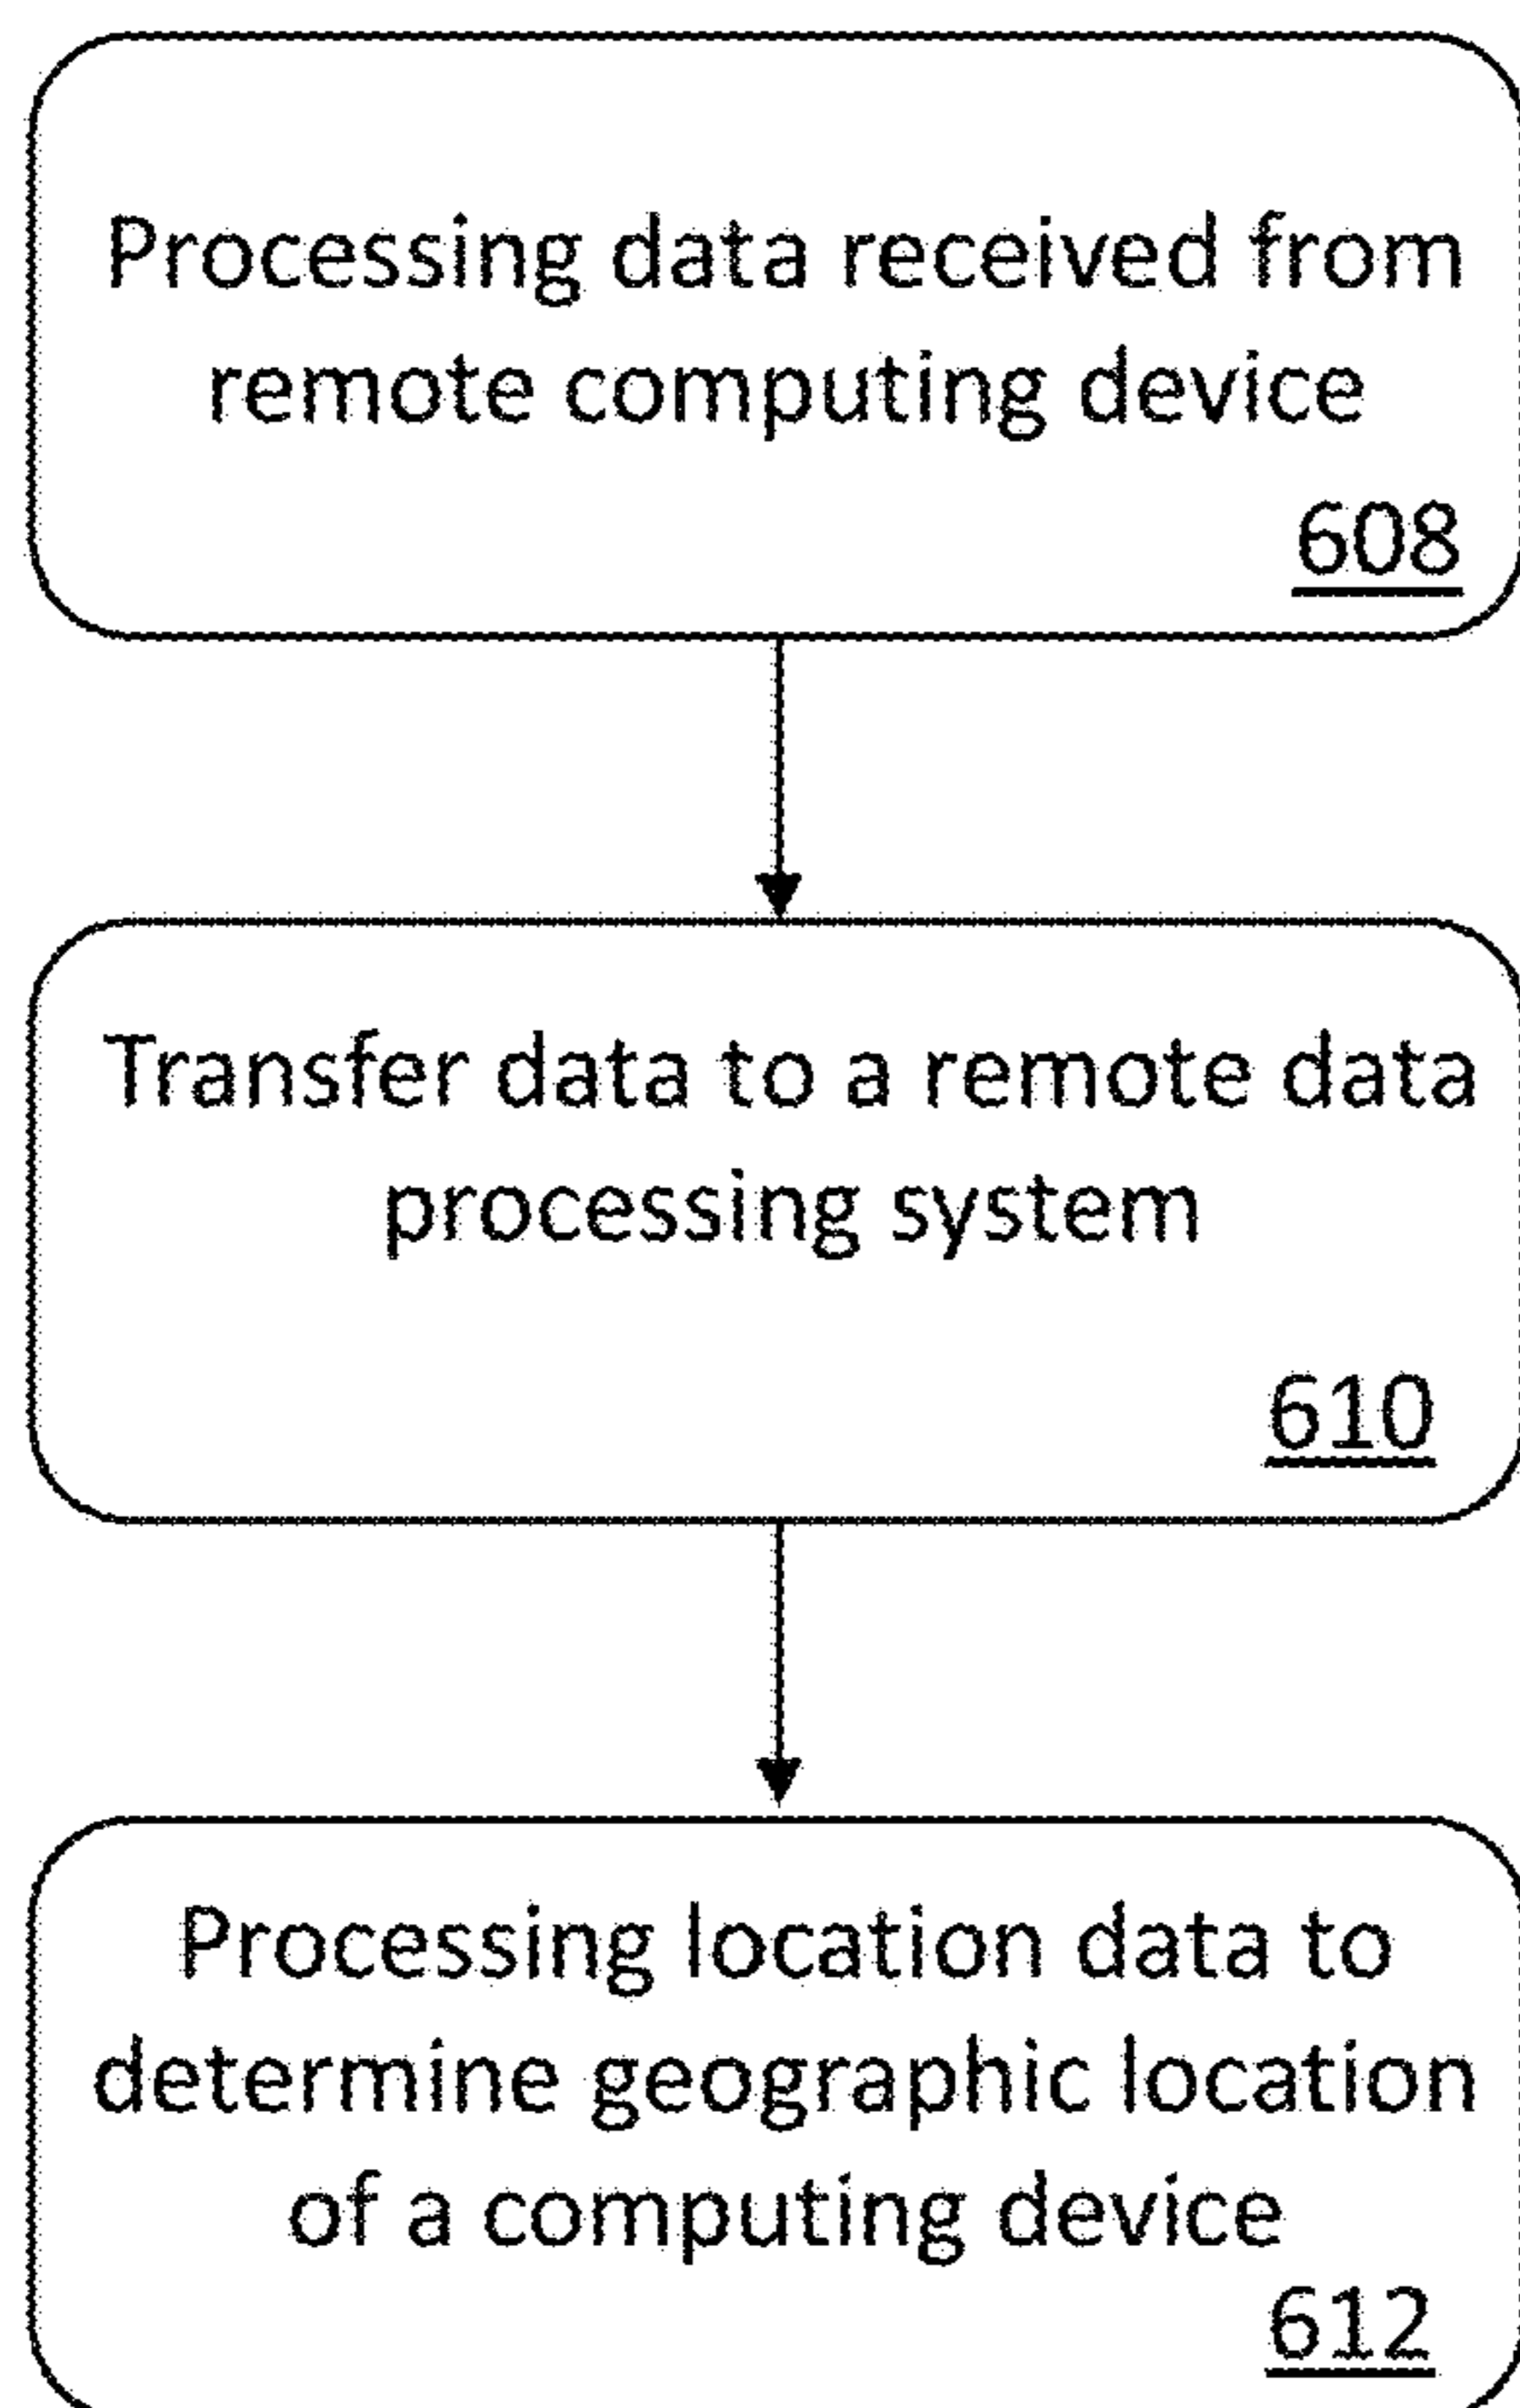 Processing data received from
remote computing device
608
Transfer data to a remote data
processing system
610
Processing location data to
determine geographic location
of a computing device
612